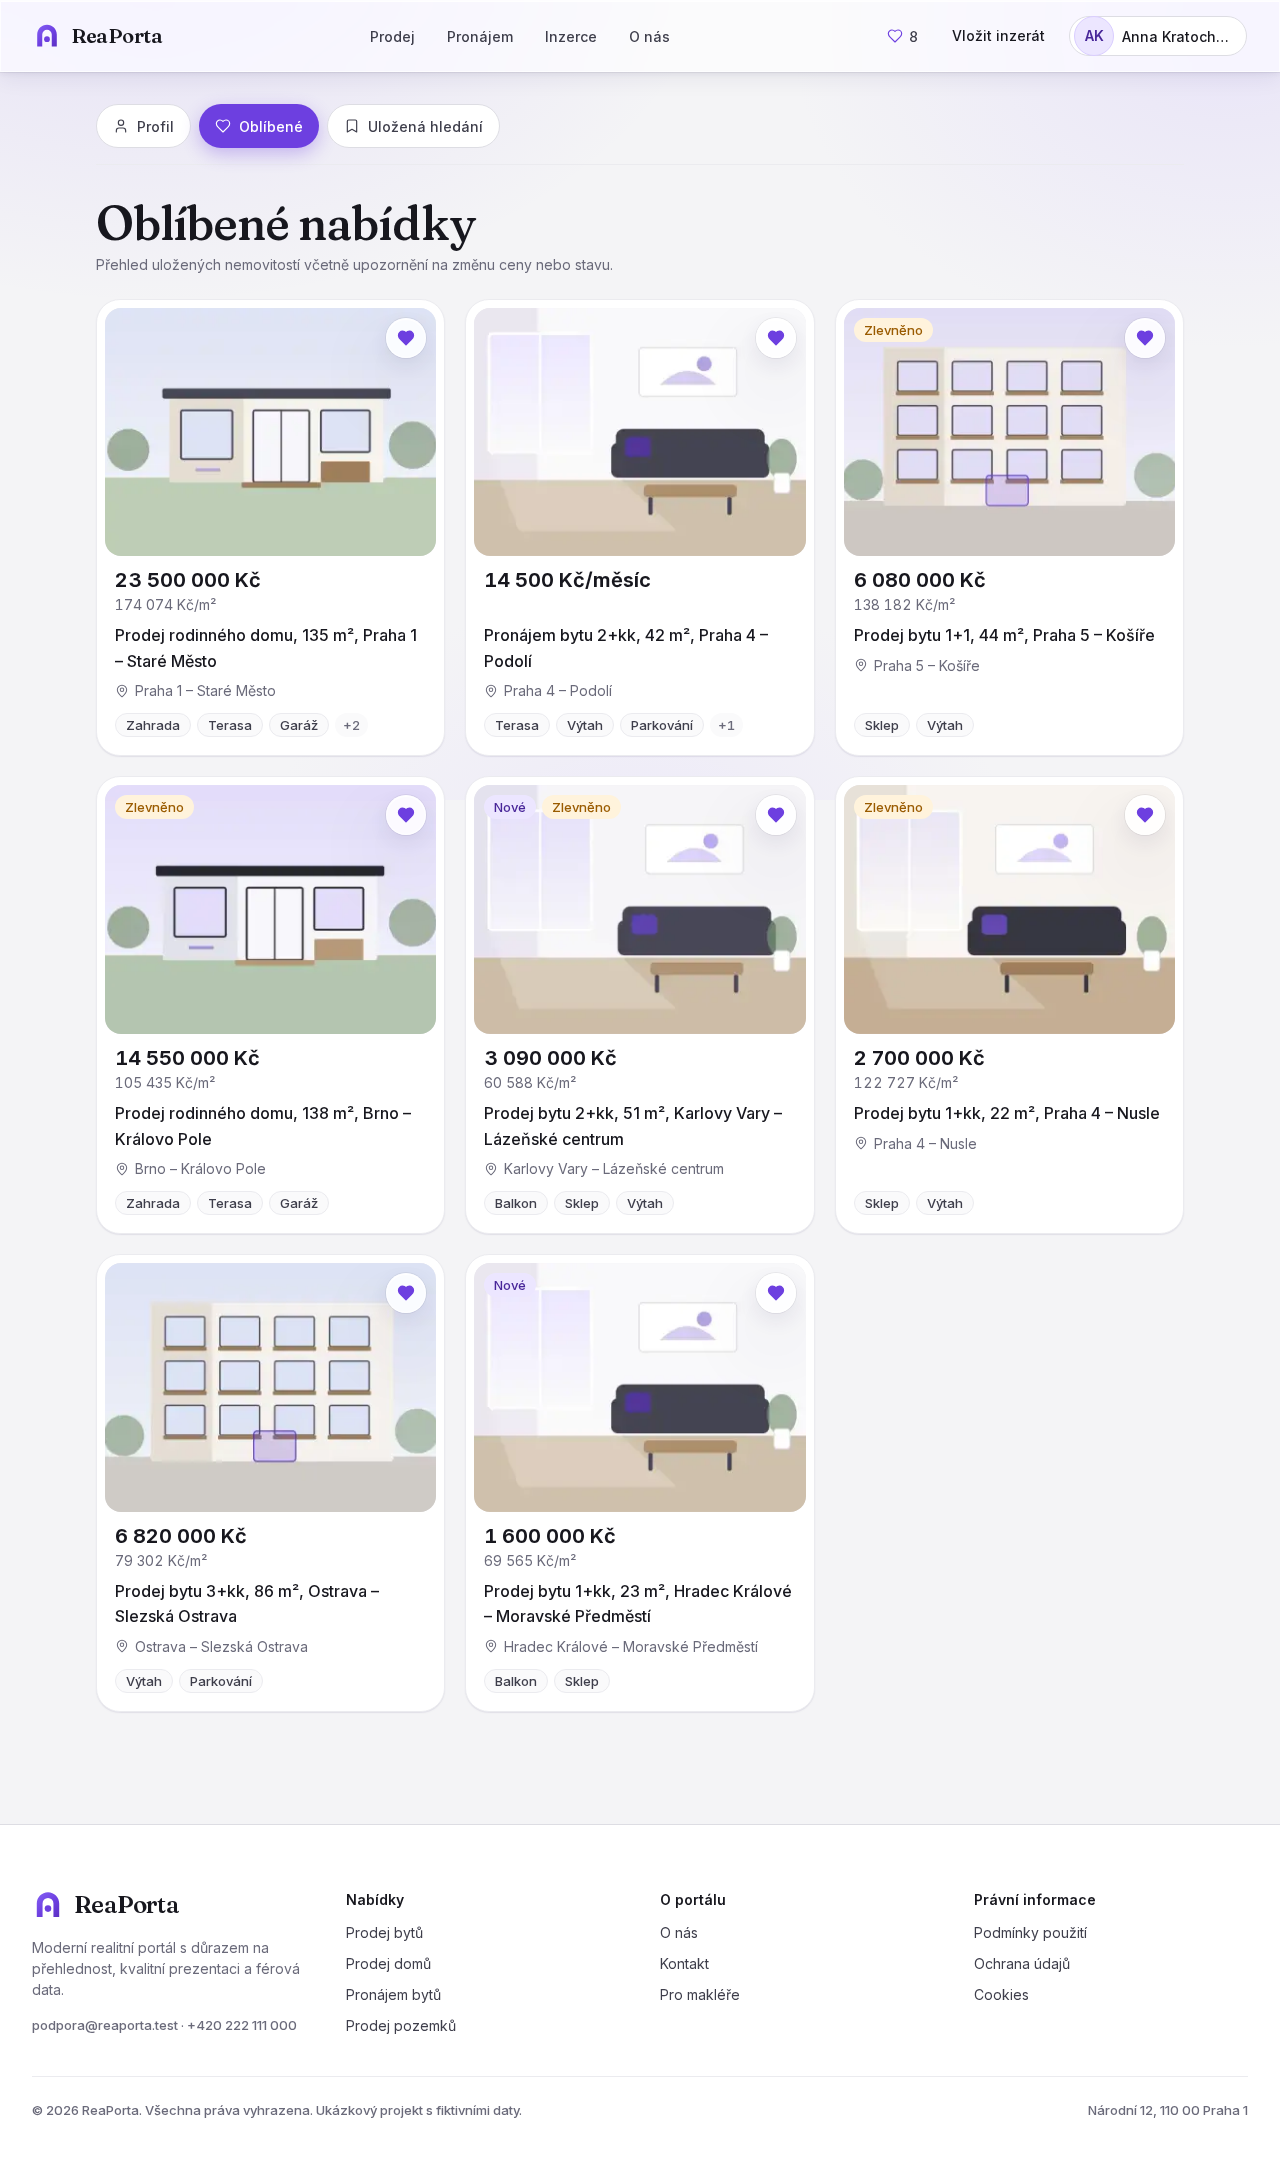 ReaPorta
Prodej
Pronájem
Inzerce
O nás
8
Vložit inzerát
AK
Anna Kratoch…
Profil
Oblíbené
Uložená hledání
Oblíbené nabídky
Přehled uložených nemovitostí včetně upozornění na změnu ceny nebo stavu.
23 500 000 Kč
174 074 Kč/m²
Prodej rodinného domu, 135 m², Praha 1
– Staré Město
Praha 1 – Staré Město
Zahrada
Terasa
Garáž
+2
14 500 Kč/měsíc
Pronájem bytu 2+kk, 42 m², Praha 4 –
Podolí
Praha 4 – Podolí
Terasa
Výtah
Parkování
+1
Zlevněno
6 080 000 Kč
138 182 Kč/m²
Prodej bytu 1+1, 44 m², Praha 5 – Košíře
Praha 5 – Košíře
Sklep
Výtah
Zlevněno
14 550 000 Kč
105 435 Kč/m²
Prodej rodinného domu, 138 m², Brno –
Královo Pole
Brno – Královo Pole
Zahrada
Terasa
Garáž
Nové
Zlevněno
3 090 000 Kč
60 588 Kč/m²
Prodej bytu 2+kk, 51 m², Karlovy Vary –
Lázeňské centrum
Karlovy Vary – Lázeňské centrum
Balkon
Sklep
Výtah
Zlevněno
2 700 000 Kč
122 727 Kč/m²
Prodej bytu 1+kk, 22 m², Praha 4 – Nusle
Praha 4 – Nusle
Sklep
Výtah
6 820 000 Kč
79 302 Kč/m²
Prodej bytu 3+kk, 86 m², Ostrava –
Slezská Ostrava
Ostrava – Slezská Ostrava
Výtah
Parkování
Nové
1 600 000 Kč
69 565 Kč/m²
Prodej bytu 1+kk, 23 m², Hradec Králové
– Moravské Předměstí
Hradec Králové – Moravské Předměstí
Balkon
Sklep
ReaPorta
Moderní realitní portál s důrazem na
přehlednost, kvalitní prezentaci a férová
data.
podpora@reaporta.test · +420 222 111 000
Nabídky
Prodej bytů
Prodej domů
Pronájem bytů
Prodej pozemků
O portálu
O nás
Kontakt
Pro makléře
Právní informace
Podmínky použití
Ochrana údajů
Cookies
© 2026 ReaPorta. Všechna práva vyhrazena. Ukázkový projekt s fiktivními daty.
Národní 12, 110 00 Praha 1